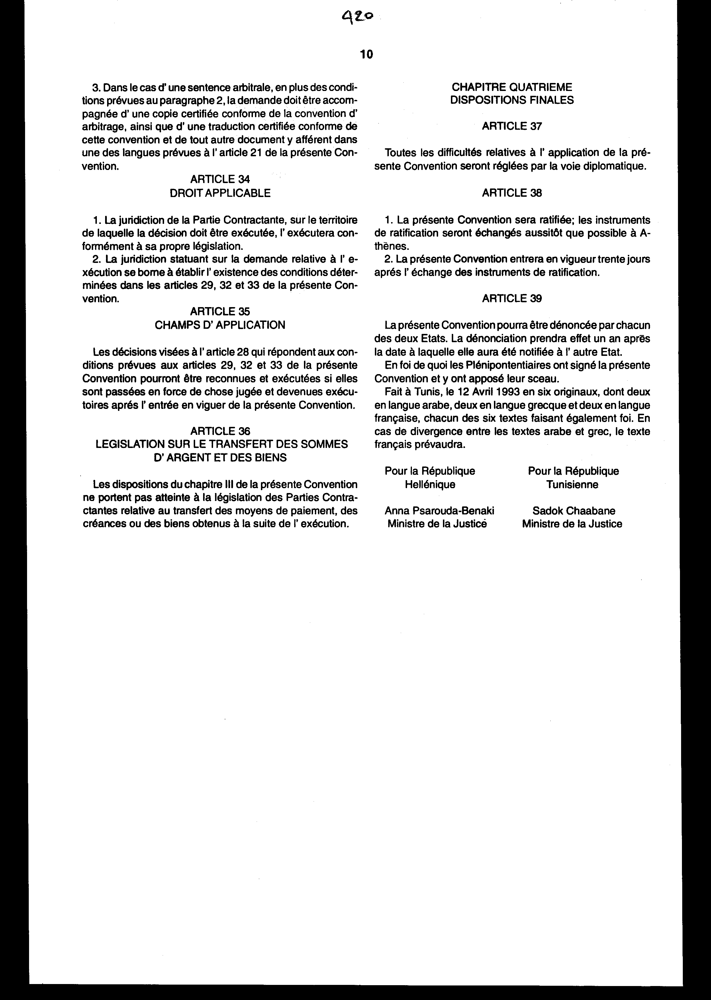 420
10
3. Dans le cas d' une sentence arbitrale, en plus des condi-
tions prévues au paragraphe 2, la demande doit être accom-
pagnée d' une copie certifiée conforme de la convention d'
arbitrage, ainsi que d' une traduction certifiée conforme de
cette convention et de tout autre document y afférent dans
une des langues prévues à l' article 21 de la présente Con-
vention.
ARTICLE 34
DROIT APPLICABLE
1. La juridiction de la Partie Contractante, sur le territoire
de laquelle la décision doit être exécutée, l' exécutera con-
formément à sa propre législation.
2. La juridiction statuant sur la demande relative à l' e-
xécution se borne à établir l' existence des conditions déter-
minées dans les articles 29, 32 et 33 de la présente Con-
vention.
ARTICLE 35
CHAMPS D' APPLICATION
Les décisions visées à l' article 28 qui répondent aux con-
ditions prévues aux articles 29, 32 et 33 de la présente
Convention pourront être reconnues et exécutées si elles
sont passées en force de chose jugée et devenues exécu-
toires aprés l' entrée en viguer de la présente Convention.
ARTICLE 36
LEGISLATION SUR LE TRANSFERT DES SOMMES
D' ARGENT ET DES BIENS
Les dispositions du chapitre III de la présente Convention
ne portent pas atteinte à la législation des Parties Contra-
ctantes relative au transfert des moyens de paiement, des
créances ou des biens obtenus à la suite de l' exécution.
CHAPITRE QUATRIEME
DISPOSITIONS FINALES
ARTICLE 37
Toutes les difficultés relatives à l' application de la pré-
sente Convention seront réglées par la voie diplomatique.
ARTICLE 38
1. La présente Convention sera ratifiée; les instruments
de ratification seront échangés aussitôt que possible à A-
thènes.
2. La présente Convention entrera en vigueur trente jours
aprés l' échange des instruments de ratification.
ARTICLE 39
La présente Convention pourra être dénoncée par chacun
des deux Etats. La dénonciation prendra effet un an après
la date à laquelle elle aura été notifiée à l' autre Etat.
En foi de quoi les Plénipontentiaires ont signé la présente
Convention et y ont apposé leur sceau.
Fait à Tunis, le 12 Avril 1993 en six originaux, dont deux
en langue arabe, deux en langue grecque et deux en langue
française, chacun des six textes faisant également foi. En
cas de divergence entre les textes arabe et grec, le texte
français prévaudra.
Pour la République Pour la République
Hellénique Tunisienne
Anna Psarouda-Benaki Sadok Chaabane
Ministre de la Justice Ministre de la Justice